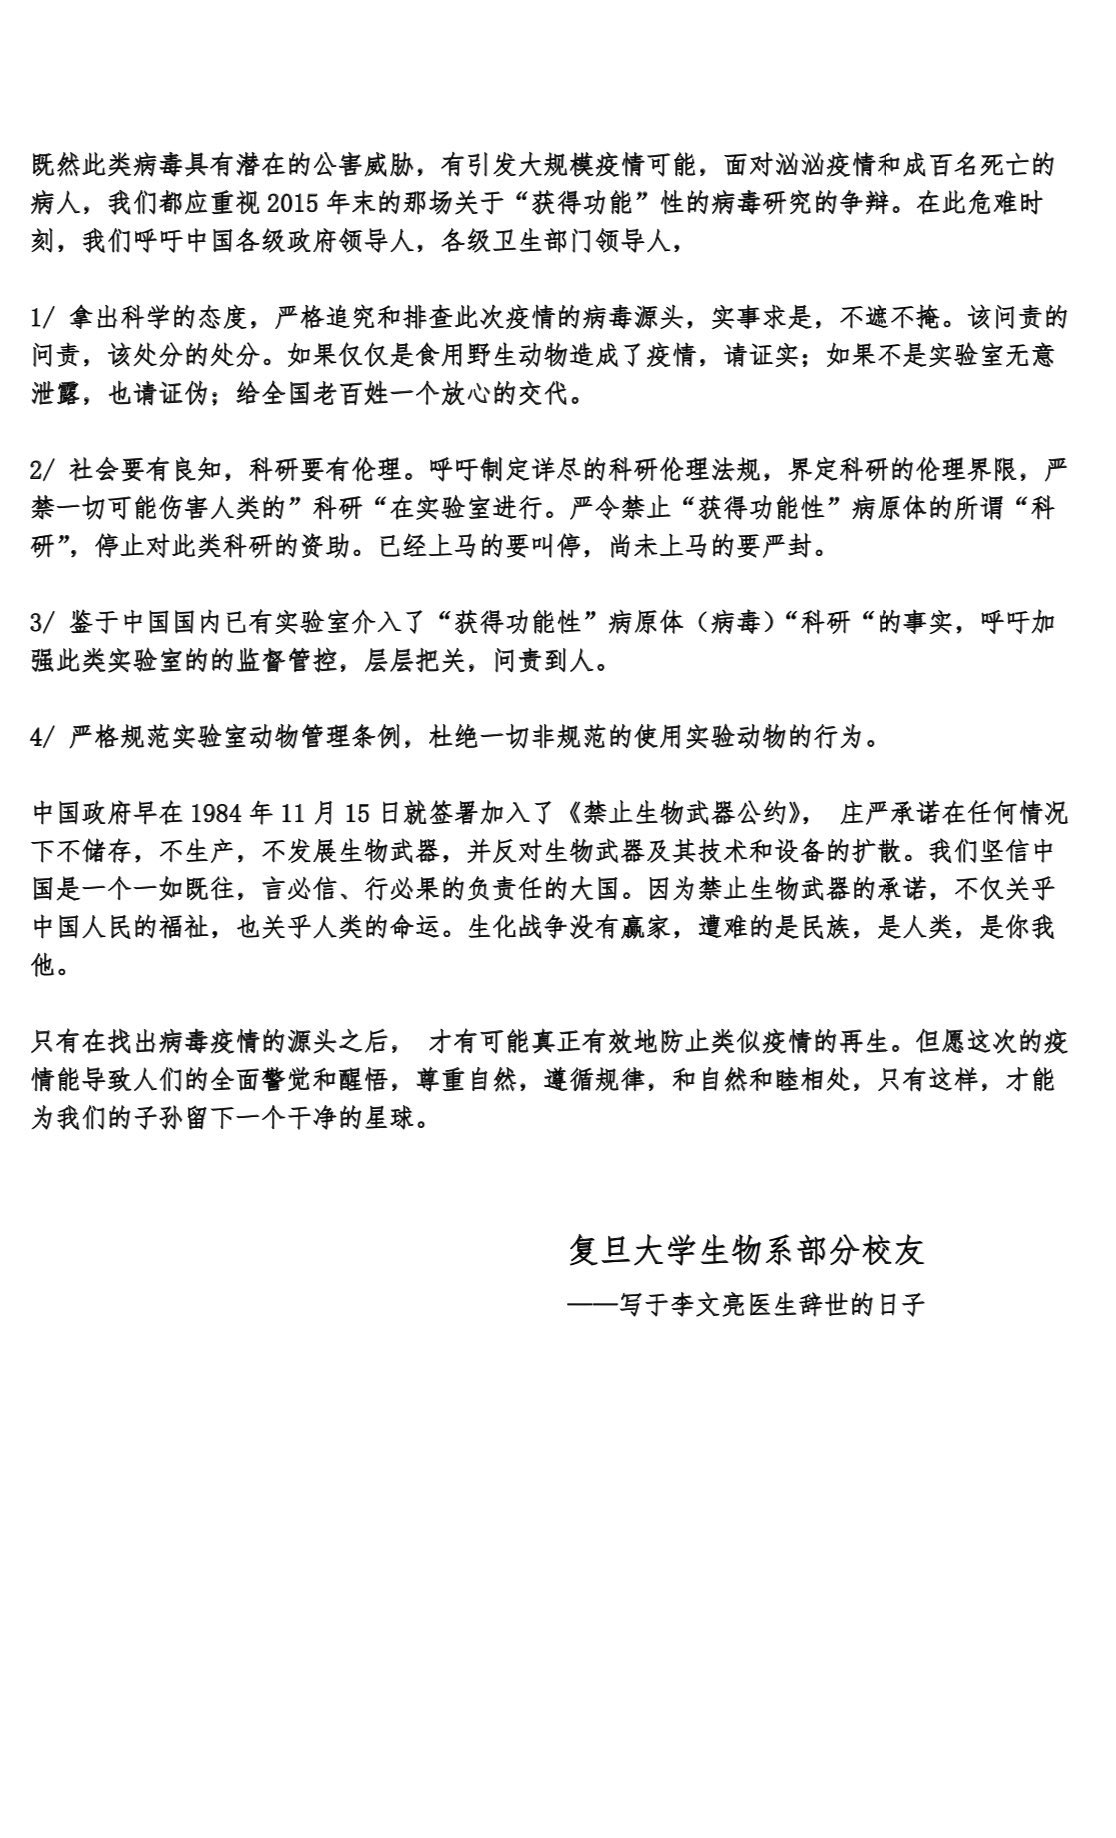 既然此类病毒具有潜在的公害威胁，有引发大规模疫情可能，面对汹汹疫情和成百名死亡的
病人，我们都应重视 2015 年末的那场关于“获得功能”性的病毒研究的争辩。在此危难时
刻，我们呼吁中国各级政府领导人，各级卫生部门领导人，
1/ 拿出科学的态度，严格追究和排查此次疫情的病毒源头，实事求是，不遮不掩。该问责的
问责，该处分的处分。如果仅仅是食用野生动物造成了疫情，请证实；如果不是实验室无意
泄露，也请证伪；给全国老百姓一个放心的交代。
2/ 社会要有良知，科研要有伦理。呼吁制定详尽的科研伦理法规，界定科研的伦理界限，严
禁一切可能伤害人类的”科研“在实验室进行。严令禁止“获得功能性”病原体的所谓“科
研”，停止对此类科研的资助。已经上马的要叫停，尚未上马的要严封。
3/ 鉴于中国国内已有实验室介入了“获得功能性”病原体（病毒）“科研“的事实，呼吁加
强此类实验室的的监督管控，层层把关，问责到人。
4/ 严格规范实验室动物管理条例，杜绝一切非规范的使用实验动物的行为。
中国政府早在 1984 年 11 月 15 日就签署加入了《禁止生物武器公约》， 庄严承诺在任何情况
下不储存，不生产，不发展生物武器，并反对生物武器及其技术和设备的扩散。我们坚信中
国是一个一如既往，言必信、行必果的负责任的大国。因为禁止生物武器的承诺，不仅关乎
中国人民的福祉，也关乎人类的命运。生化战争没有赢家，遭难的是民族，是人类，是你我
他。
只有在找出病毒疫情的源头之后， 才有可能真正有效地防止类似疫情的再生。但愿这次的疫
情能导致人们的全面警觉和醒悟，尊重自然，遵循规律，和自然和睦相处，只有这样，才能
为我们的子孙留下一个干净的星球。
复旦大学生物系部分校友
——写于李文亮医生辞世的日子